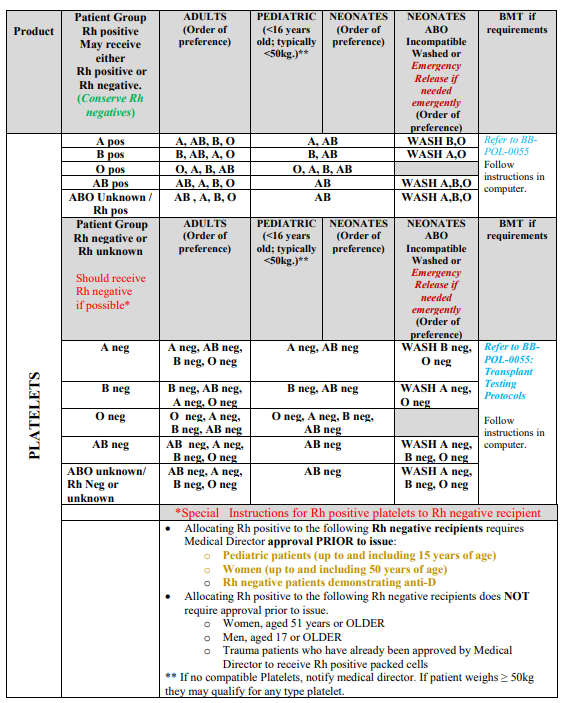 Product
Patient Group
Rh positive
May receive
either
Rh positive or
Rh negative.
(Conserve Rh
negatives)
ADULTS
(Order of
preference)
PEDIATRIC
(<16 years
old; typically
<50kg.)**
NEONATES
(Order of
preference)
NEONATES
ABO
Incompatible
Washed or
Emergency
Release if
needed
emergently
(Order of
preference)
BMT if
requirements
PLATELETS
A pos
A, AB, B, O
A, AB
WASH B,O
B pos
B, AB, A, O
B, AB
WASH A,O
O pos
O, A, B, AB
O, A, B, AB
AB pos
AB, A, B, O
AB
WASH A,B,O
ABO Unknown /
Rh pos
AB , A, B, O
AB
WASH A,B,O
Refer to BB-
POL-0055
Follow
instructions in
computer.
Patient Group
Rh negative or
Rh unknown
Should receive
Rh negative
if possible*
ADULTS
(Order of
preference)
PEDIATRIC
(<16 years
old; typically
<50kg.)**
NEONATES
(Order of
preference)
NEONATES
ABO
Incompatible
Washed or
Emergency
Release if
needed
emergently
(Order of
preference)
BMT if
requirements
A neg
A neg, AB neg,
B neg, O neg
A neg, AB neg
WASH B neg,
O neg
B neg
B neg, AB neg,
A neg, O neg
B neg, AB neg
WASH A neg,
O neg
O neg
O neg, A neg,
B neg, AB neg
O neg, A neg, B neg,
AB neg
AB neg
AB neg, A neg,
B neg, O neg
AB neg
WASH A neg,
B neg, O neg
ABO unknown/
Rh Neg or
unknown
AB neg, A neg,
B neg, O neg
AB neg
WASH A neg,
B neg, O neg
Refer to BB-
POL-0055:
Transplant
Testing
Protocols
Follow
instructions in
computer.
*Special Instructions for Rh positive platelets to Rh negative recipient
• Allocating Rh positive to the following Rh negative recipients requires
Medical Director approval PRIOR to issue:
o Pediatric patients (up to and including 15 years of age)
o Women (up to and including 50 years of age)
o Rh negative patients demonstrating anti-D
• Allocating Rh positive to the following Rh negative recipients does NOT
require approval prior to issue.
o Women, aged 51 years or OLDER
o Men, aged 17 or OLDER
o Trauma patients who have already been approved by Medical
Director to receive Rh positive packed cells
** If no compatible Platelets, notify medical director. If patient weighs ≥ 50kg
they may qualify for any type platelet.